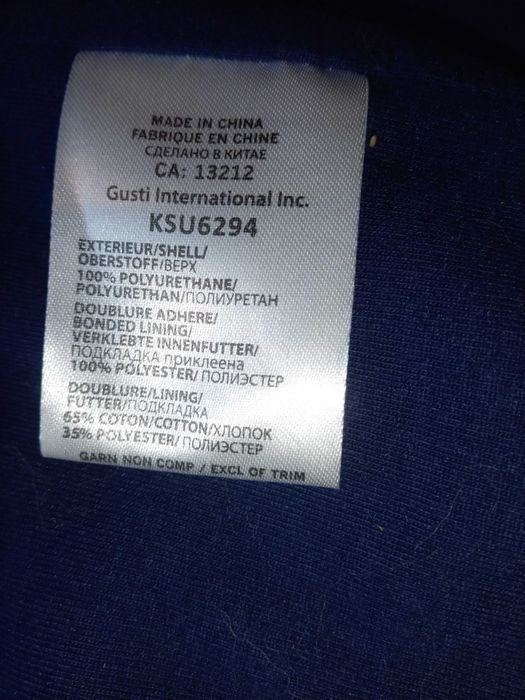 MADE IN CHINA
FABRIQUE EN CHINE
СДЕЛАНО В КИТАЕ
CA: 13212
Gusti International Inc.
KSU6294
EXTERIEUR/SHELL/
OBERSTOFF/ВЕРХ
100% POLYURETHANE/
POLYURETHAN/ПОЛИУРЕТАН
DOUBLURE ADHERE/
BONDED LINING/
VERKLEBTE INNENFUTTER/
ПОДКЛАДКА приклеена
100% POLYESTER/ ПОЛИЭСТЕР
DOUBLURE/LINING/
FUTTER/ПОДКЛАДКА
65% COTON/COTTON/ХЛОПОК
35% POLYESTER/ ПОЛИЭСТЕР
GARN NON COMP / EXCL OF TRIM